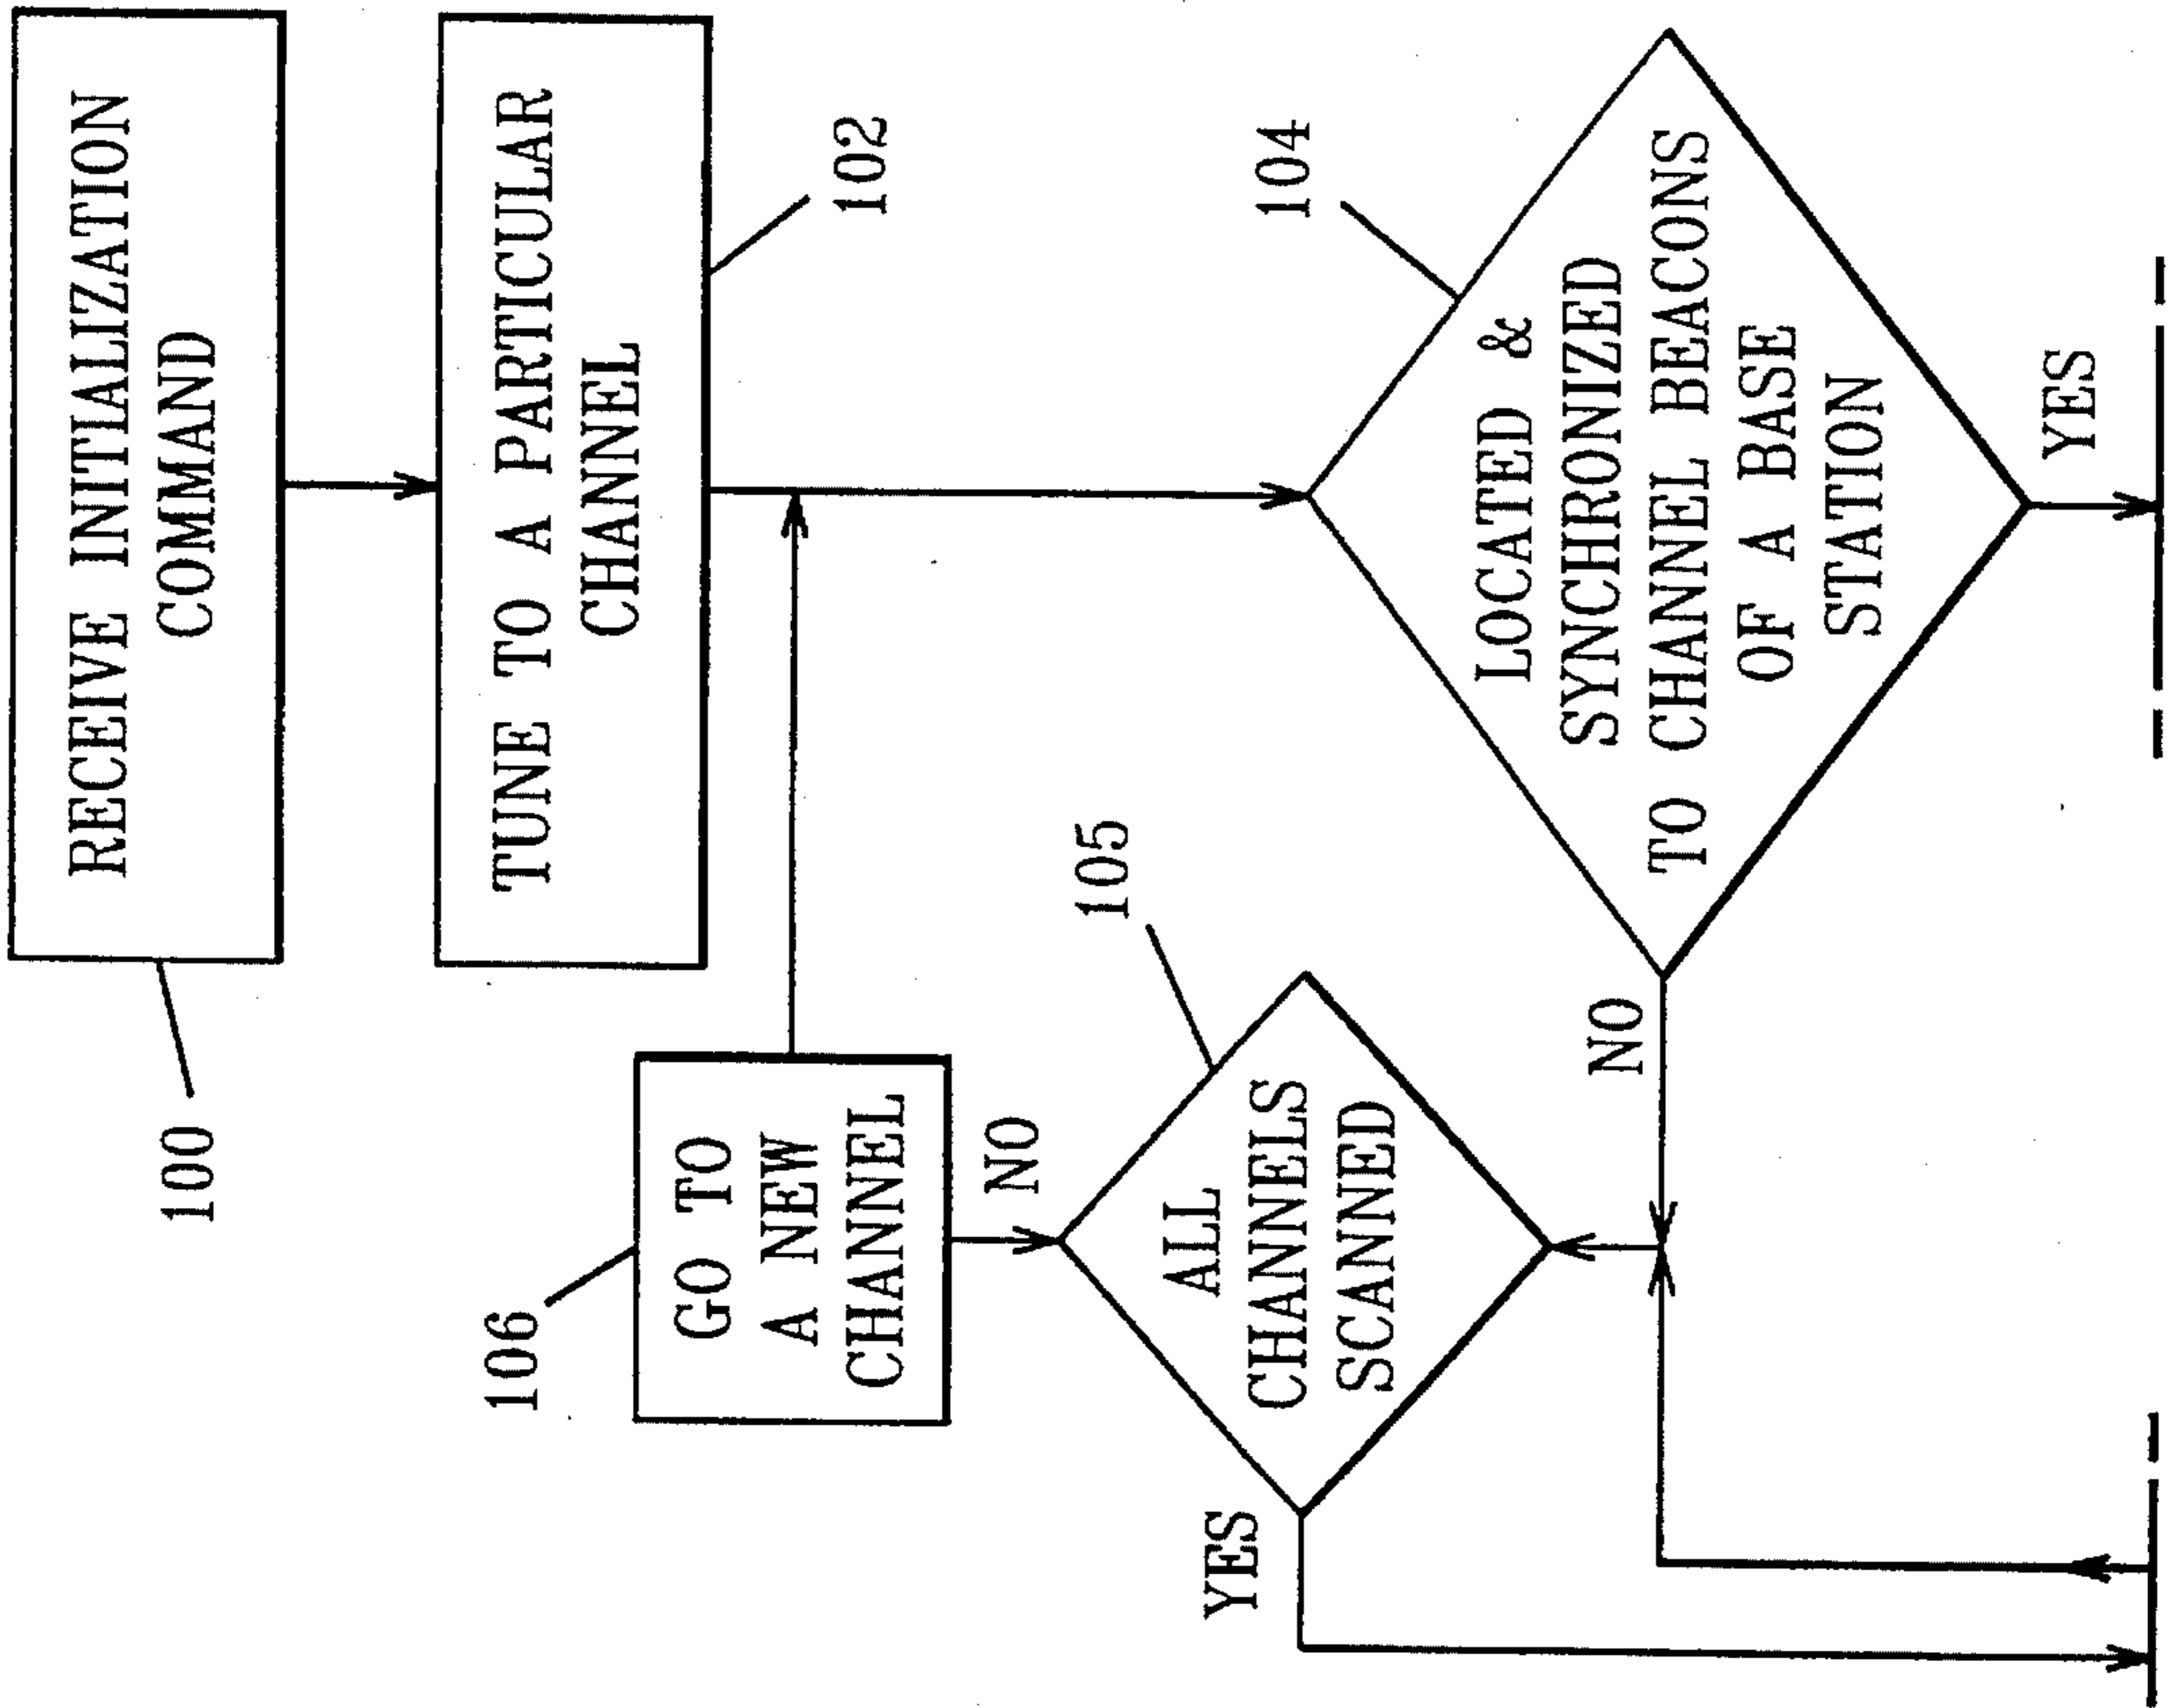 RECEIVE INITIALIZATION
COMMAND
100
TUNE TO A PARTICULAR
CHANNEL
102
106
GO TO
A NEW
CHANNEL
NO
105
ALL
CHANNELS
SCANNED
YES
104
LOCATED &
SYNCHRONIZED
TO CHANNEL BEACONS
OF A BASE
STATION
NO
YES